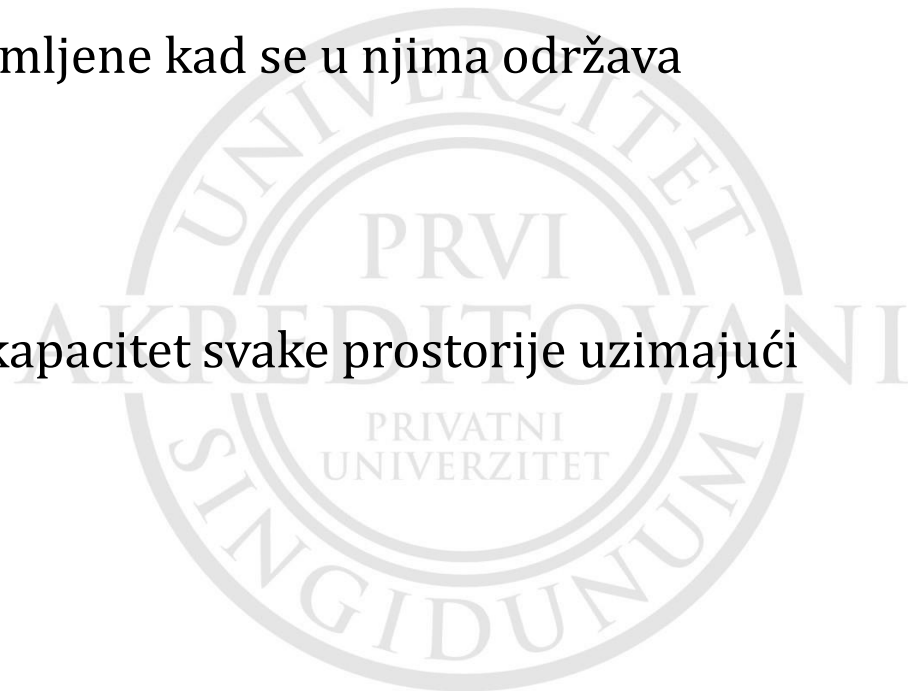 mljene kad se u njima održava
UNIVERZITET
PRVI
AKREDITOVANI
kapacitet svake prostorije uzimajući
PRIVATNI
UNIVERZITET
SINGIDUNUM